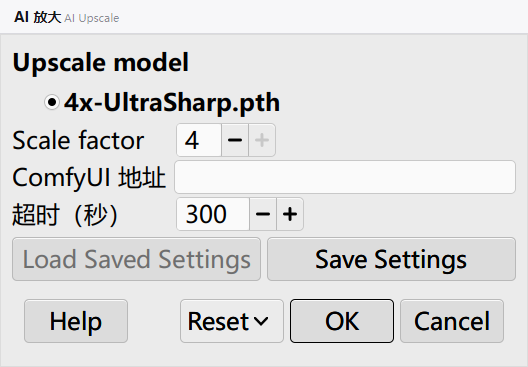 AI 放大 AI Upscale
Upscale model
4x-UltraSharp.pth
Scale factor 4
ComfyUI 地址
超时（秒） 300
Load Saved Settings Save Settings
Help Reset OK Cancel